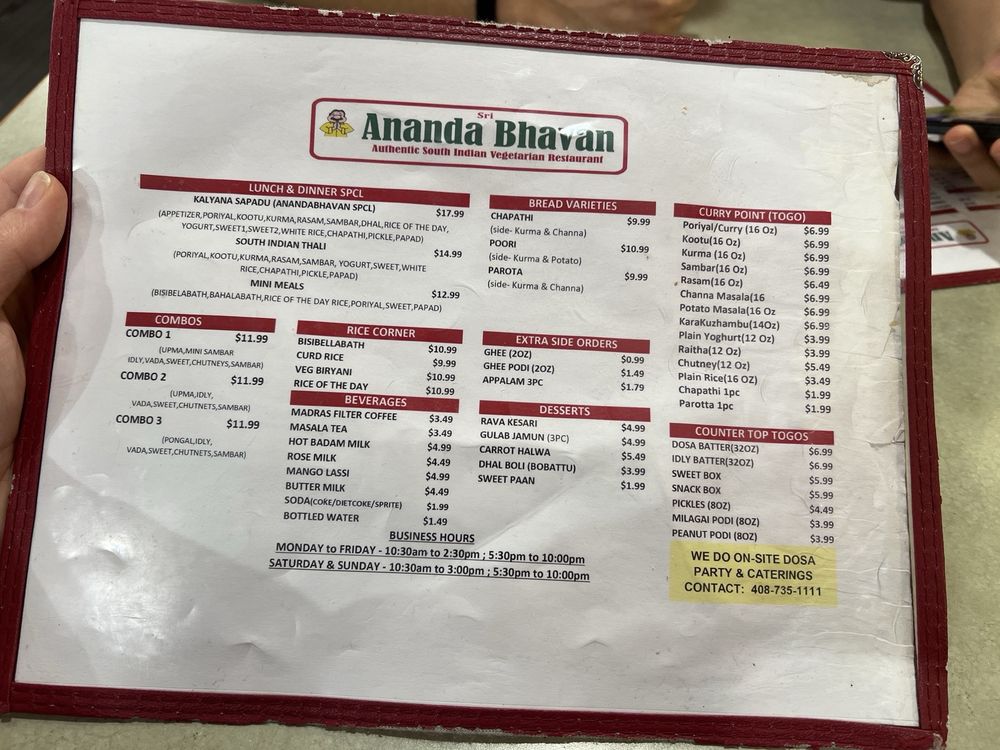 Sri
Ananda Bhavan
Authentic South Indian Vegetarian Restaurant
LUNCH & DINNER SPCL
KALYANA SAPADU (ANANDABHAVAN SPCL) $17.99
(APPETIZER,PORIYAL,KOOTU,KURMA,RASAM,SAMBAR,DHAL,RICE OF THE DAY,
YOGURT,SWEET1,SWEET2,WHITE RICE,CHAPATHI,PICKLE,PAPAD)
SOUTH INDIAN THALI $14.99
(PORIYAL,KOOTU,KURMA,RASAM,SAMBAR, YOGURT,SWEET,WHITE
RICE,CHAPATHI,PICKLE,PAPAD)
MINI MEALS $12.99
(BISIBELABATH,BAHALABATH,RICE OF THE DAY RICE,PORIYAL,SWEET,PAPAD)
COMBOS
COMBO 1 $11.99
(UPMA,MINI SAMBAR
IDLY,VADA,SWEET,CHUTNEYS,SAMBAR)
COMBO 2 $11.99
(UPMA,IDLY,
VADA,SWEET,CHUTNETS,SAMBAR)
COMBO 3 $11.99
(PONGAL,IDLY,
VADA,SWEET,CHUTNETS,SAMBAR)
RICE CORNER
BISIBELLABATH $10.99
CURD RICE $9.99
VEG BIRYANI $10.99
RICE OF THE DAY $10.99
BEVERAGES
MADRAS FILTER COFFEE $3.49
MASALA TEA $3.49
HOT BADAM MILK $4.99
ROSE MILK $4.49
MANGO LASSI $4.99
BUTTER MILK $4.49
SODA(COKE/DIETCOKE/SPRITE) $1.99
BOTTLED WATER $1.49
BREAD VARIETIES
CHAPATHI $9.99
(side- Kurma & Channa)
POORI $10.99
(side- Kurma & Potato)
PAROTA $9.99
(side- Kurma & Channa)
EXTRA SIDE ORDERS
GHEE (2OZ) $0.99
GHEE PODI (2OZ) $1.49
APPALAM 3PC $1.79
DESSERTS
RAVA KESARI $4.99
GULAB JAMUN (3PC) $4.99
CARROT HALWA $5.49
DHAL BOLI (BOBATTU) $3.99
SWEET PAAN $1.99
CURRY POINT (TOGO)
Poriyal/Curry (16 Oz) $6.99
Kootu(16 Oz) $6.99
Kurma (16 Oz) $6.99
Sambar(16 Oz) $6.99
Rasam(16 Oz) $6.49
Channa Masala(16 $6.99
Potato Masala(16 Oz $6.99
KaraKuzhambu(14Oz) $6.99
Plain Yoghurt(12 Oz) $3.99
Raitha(12 Oz) $3.99
Chutney(12 Oz) $5.49
Plain Rice(16 OZ) $3.49
Chapathi 1pc $1.99
Parotta 1pc $1.99
COUNTER TOP TOGOS
DOSA BATTER(32OZ) $6.99
IDLY BATTER(32OZ) $6.99
SWEET BOX $5.99
SNACK BOX $5.99
PICKLES (8OZ) $4.49
MILAGAI PODI (8OZ) $3.99
PEANUT PODI (8OZ) $3.99
WE DO ON-SITE DOSA
PARTY & CATERINGS
CONTACT: 408-735-1111
BUSINESS HOURS
MONDAY to FRIDAY - 10:30am to 2:30pm ; 5:30pm to 10:00pm
SATURDAY & SUNDAY - 10:30am to 3:00pm ; 5:30pm to 10:00pm
Ananda